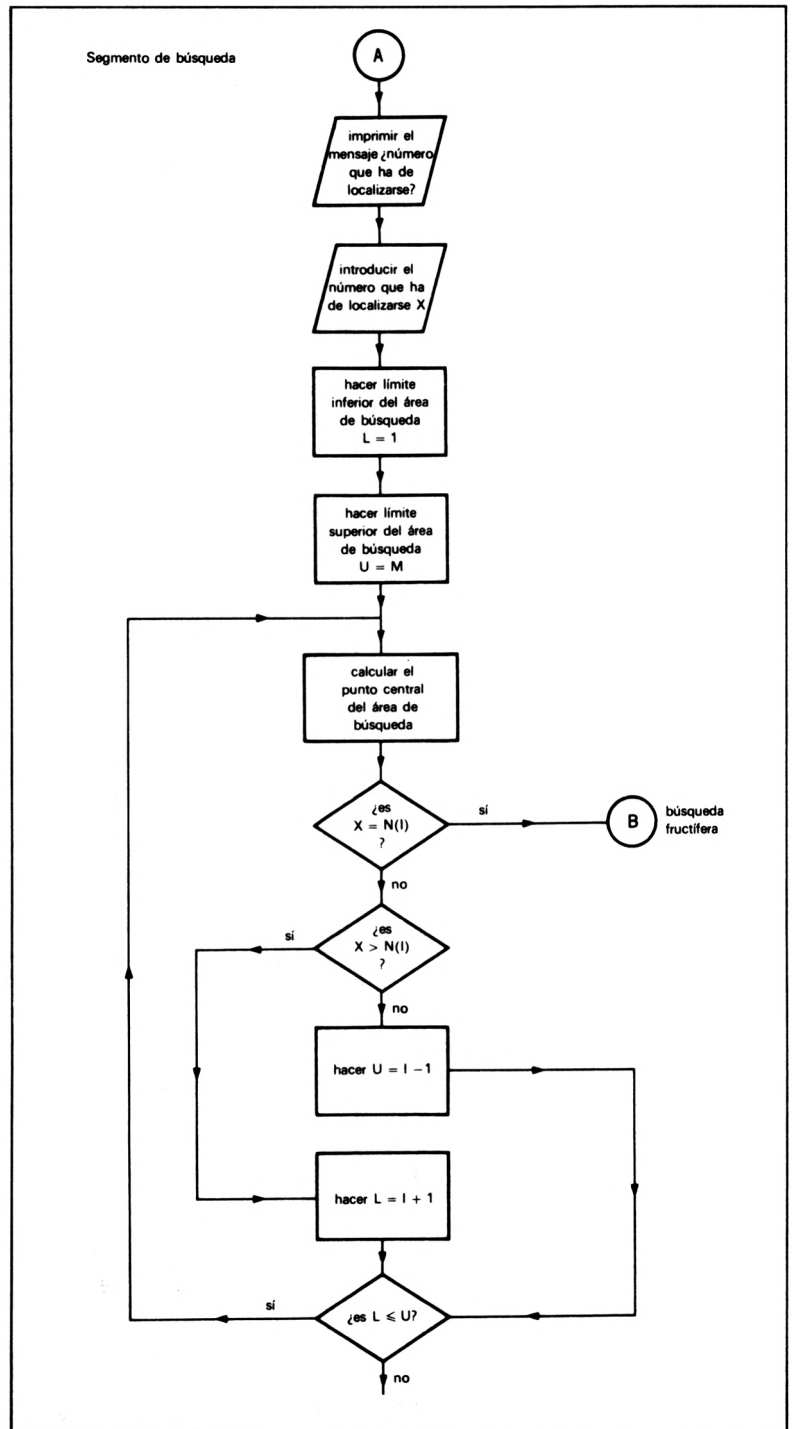 Segmento de búsqueda
A
imprimir el
mensaje ¿número
que ha de
localizarse?
introducir el
número que ha
de localizarse X
hacer límite
inferior del área
de búsqueda
L = 1
hacer límite
superior del área
de búsqueda
U = M
calcular el
punto central
del área de
búsqueda
¿es
X = N(I)
?
sí
B
búsqueda
fructífera
no
¿es
X > N(I)
?
sí
no
hacer U = I - 1
hacer L = I + 1
¿es L ⩽ U?
sí
no